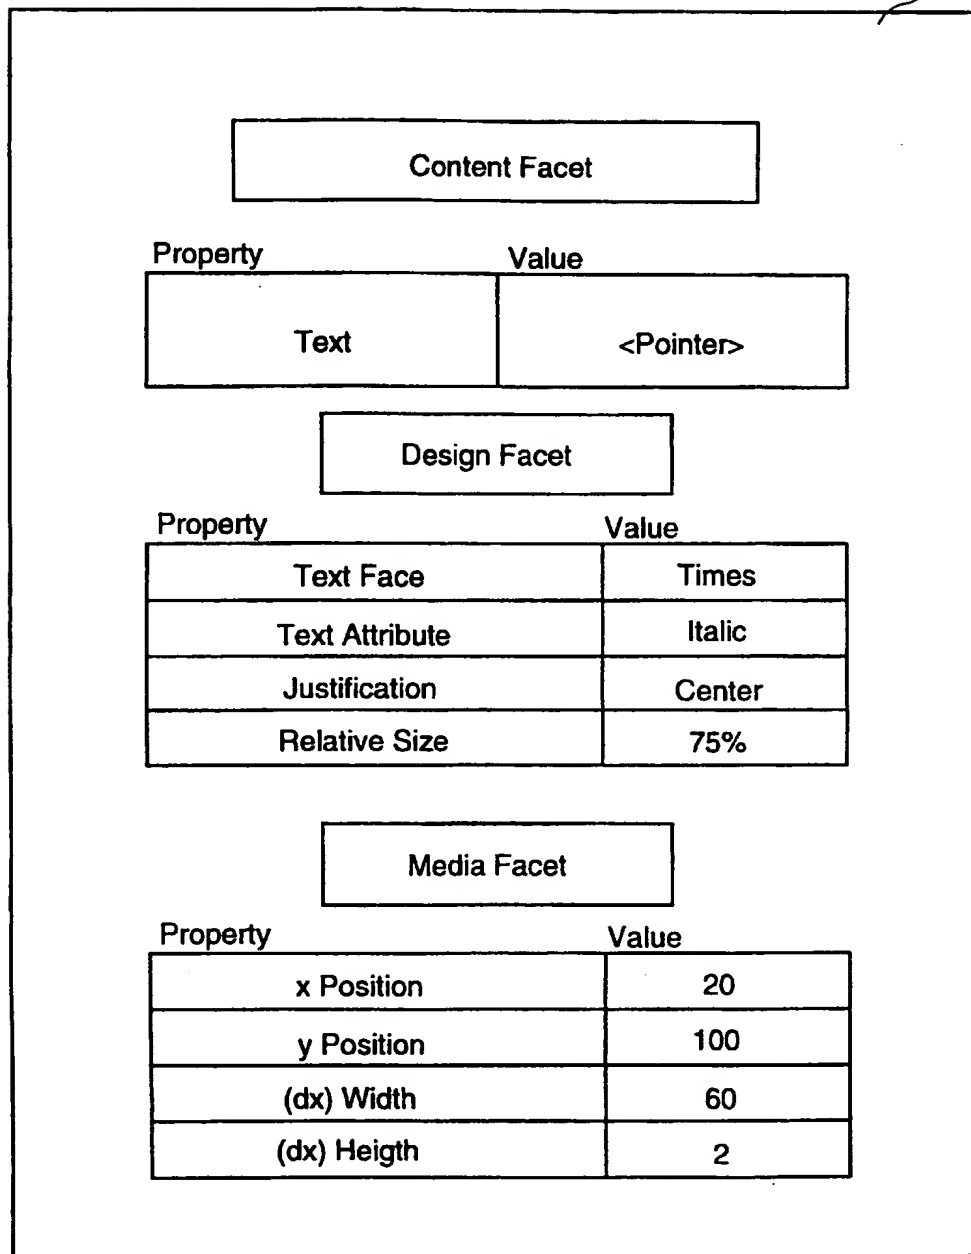 Content Facet
Property Value
Text <Pointer>
Design Facet
Property Value
Text Face Times
Text Attribute Italic
Justification Center
Relative Size 75%
Media Facet
Property Value
x Position 20
y Position 100
(dx) Width 60
(dx) Heigth 2